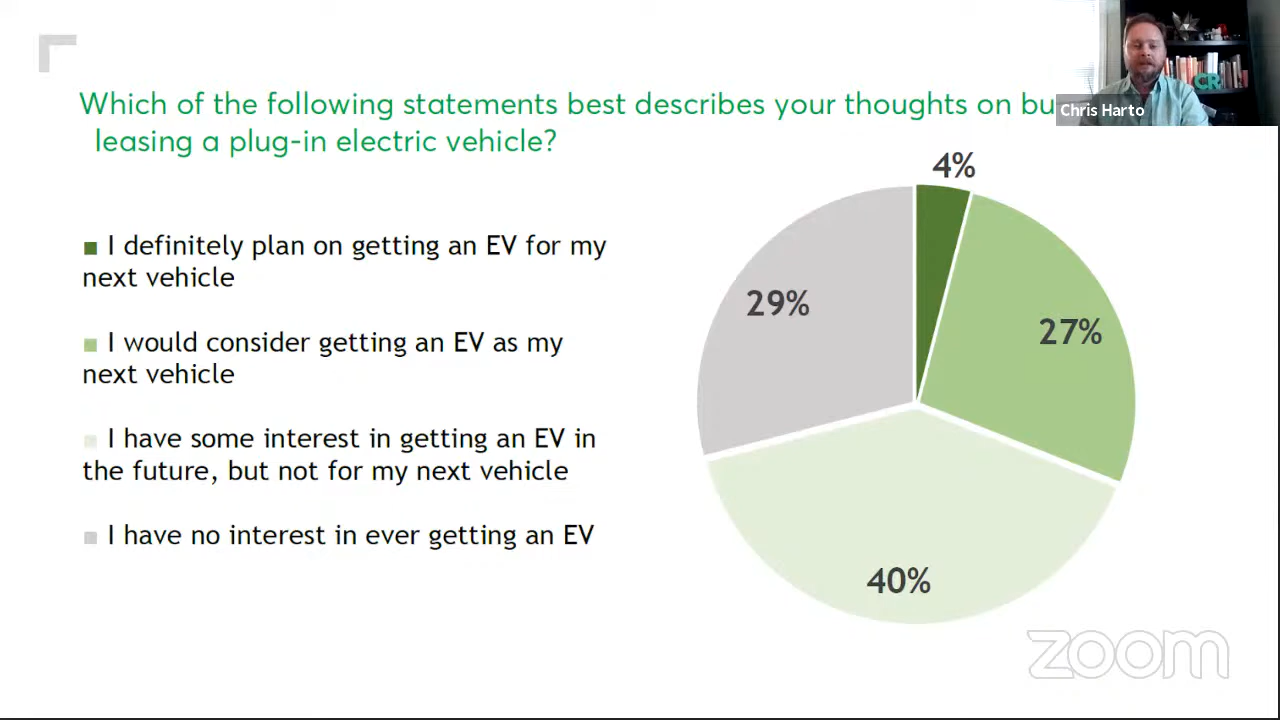 Which of the following statements best describes your thoughts on bu
leasing a plug-in electric vehicle?
Chris Harto
CR
4%
■ I definitely plan on getting an EV for my
next vehicle
■ I would consider getting an EV as my
next vehicle
■ I have some interest in getting an EV in
the future, but not for my next vehicle
■ I have no interest in ever getting an EV
29%
27%
40%
zoom